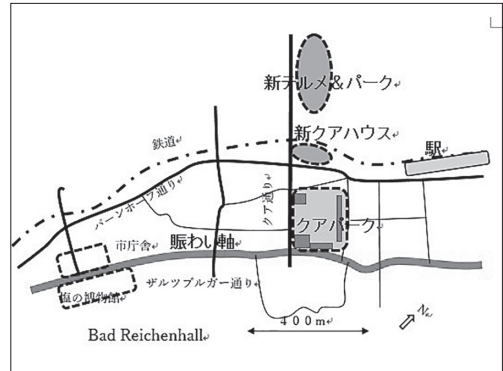 新テルメ&パーク
新クアハウス
鉄道
駅
バーンホーフ通り
クア通り
クアパーク
市庁舎
賑わい軸
塩の博物館
ザルツブルガー通り
400m
N
Bad Reichenhall